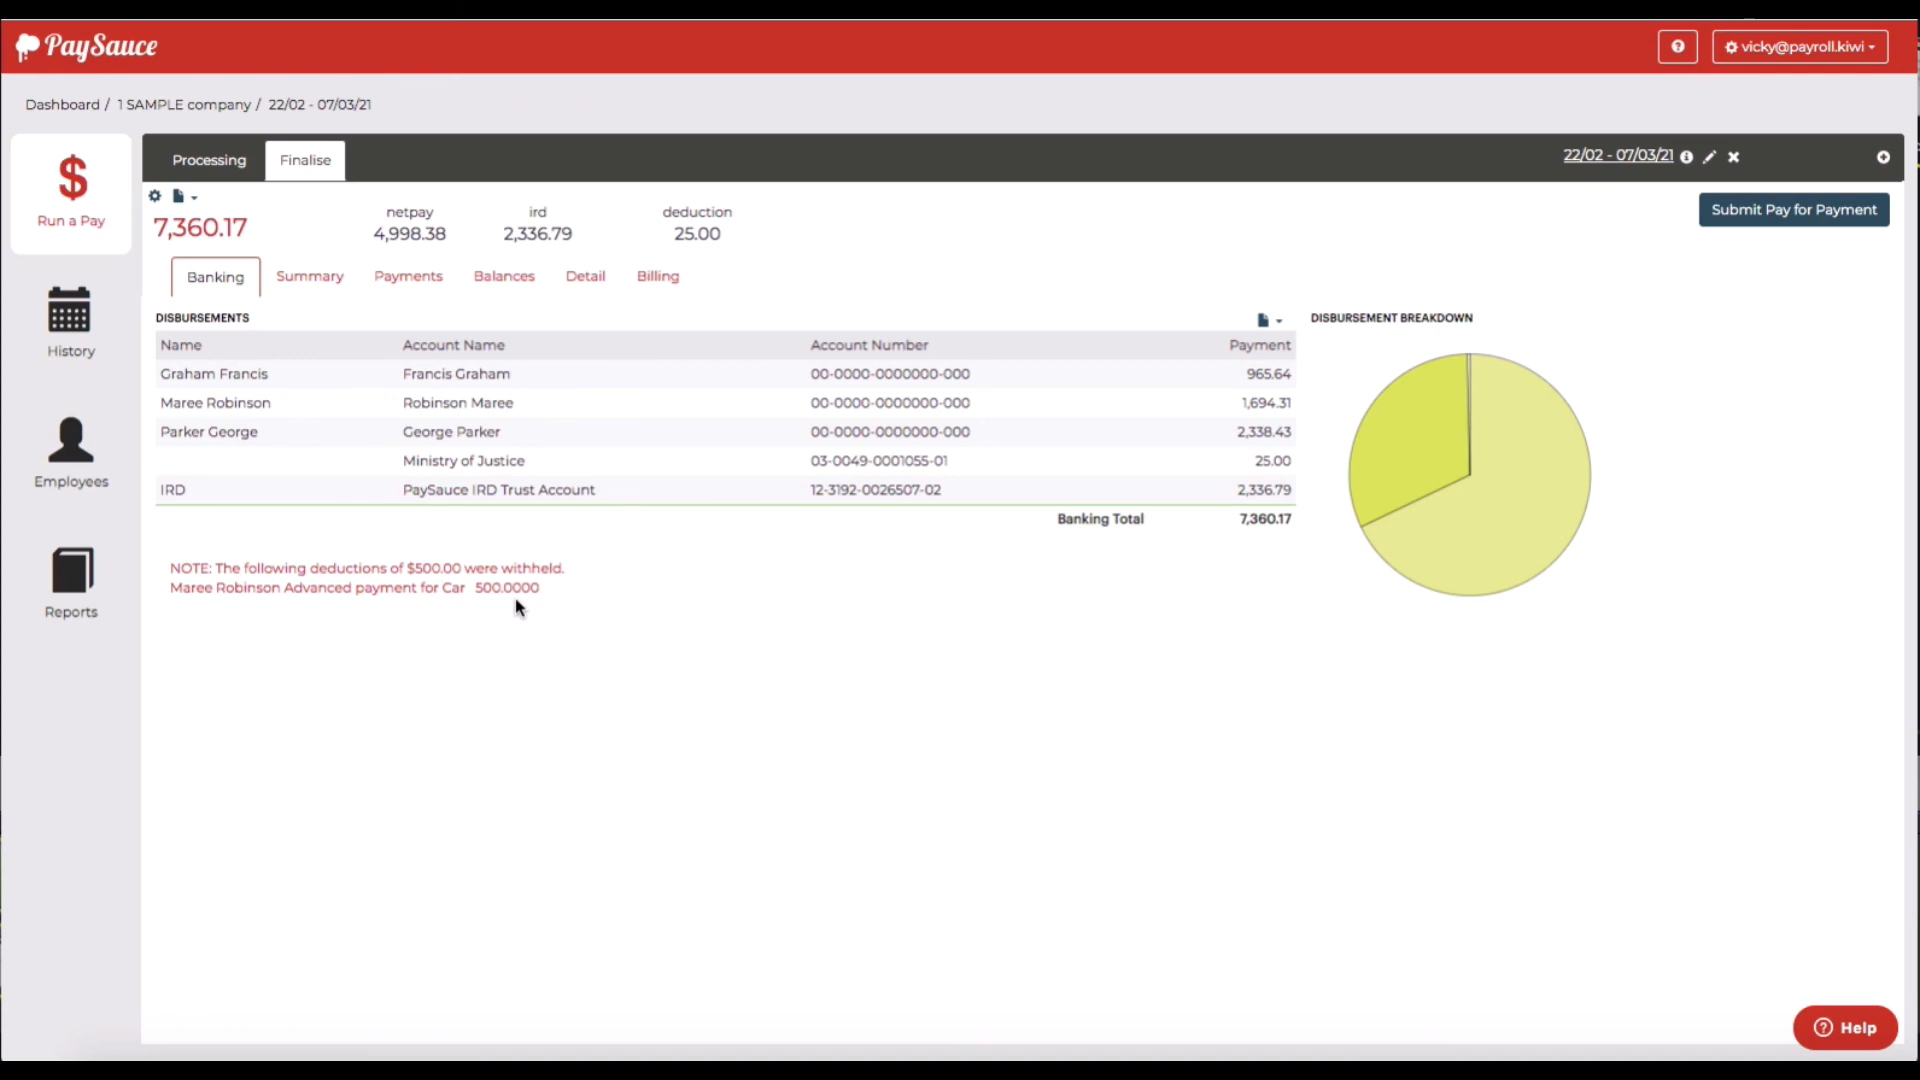 PaySauce
vicky@payroll.kiwi
Dashboard / 1 SAMPLE company / 22/02 - 07/03/21
Run a Pay
History
Employees
Reports
Processing Finalise 22/02 - 07/03/21
7,360.17
netpay ird deduction
4,998.38 2,336.79 25.00
Submit Pay for Payment
Banking Summary Payments Balances Detail Billing
DISBURSEMENTS
Name Account Name Account Number Payment
Graham Francis Francis Graham 00-0000-0000000-000 965.64
Maree Robinson Robinson Maree 00-0000-0000000-000 1,694.31
Parker George George Parker 00-0000-0000000-000 2,338.43
Ministry of Justice 03-0049-0001055-01 25.00
IRD PaySauce IRD Trust Account 12-3192-0026507-02 2,336.79
Banking Total 7,360.17
NOTE: The following deductions of $500.00 were withheld.
Maree Robinson Advanced payment for Car 500.0000
DISBURSEMENT BREAKDOWN
? Help